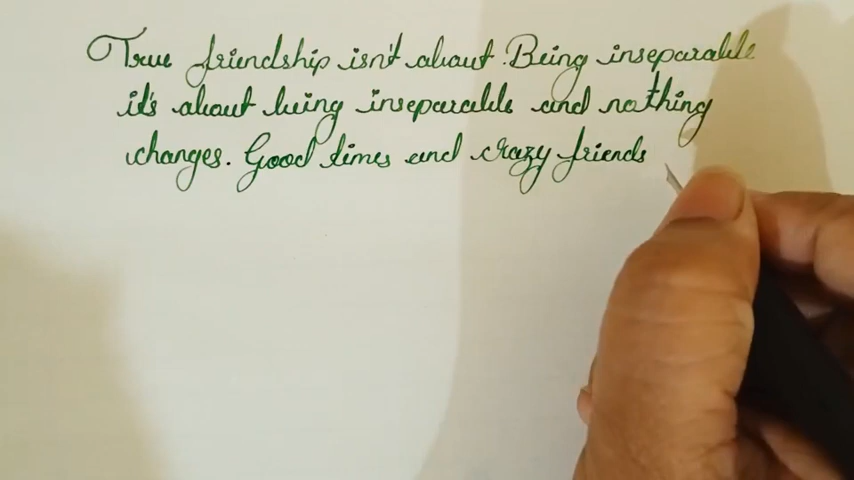 True friendship isn't about. Being inseparable
it's about being inseparable and nothing
changes. Good times and crazy friends